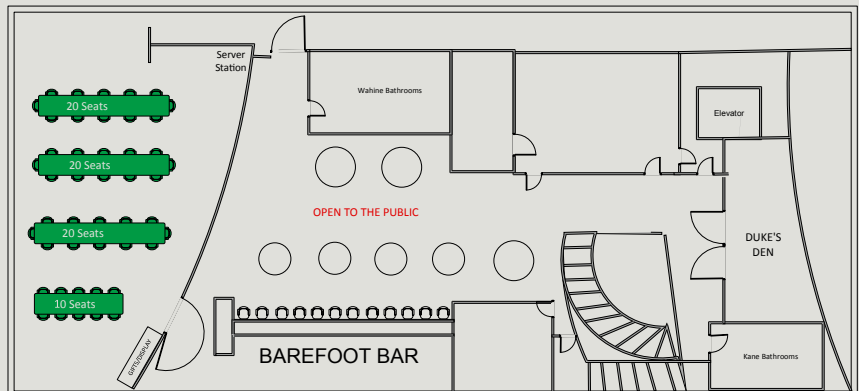 Server
Station
20 Seats
Wahine Bathrooms
Elevator
20 Seats
OPEN TO THE PUBLIC
20 Seats
DUKE'S
DEN
10 Seats
GIFTS/DISPLAY
BAREFOOT BAR
Kane Bathrooms